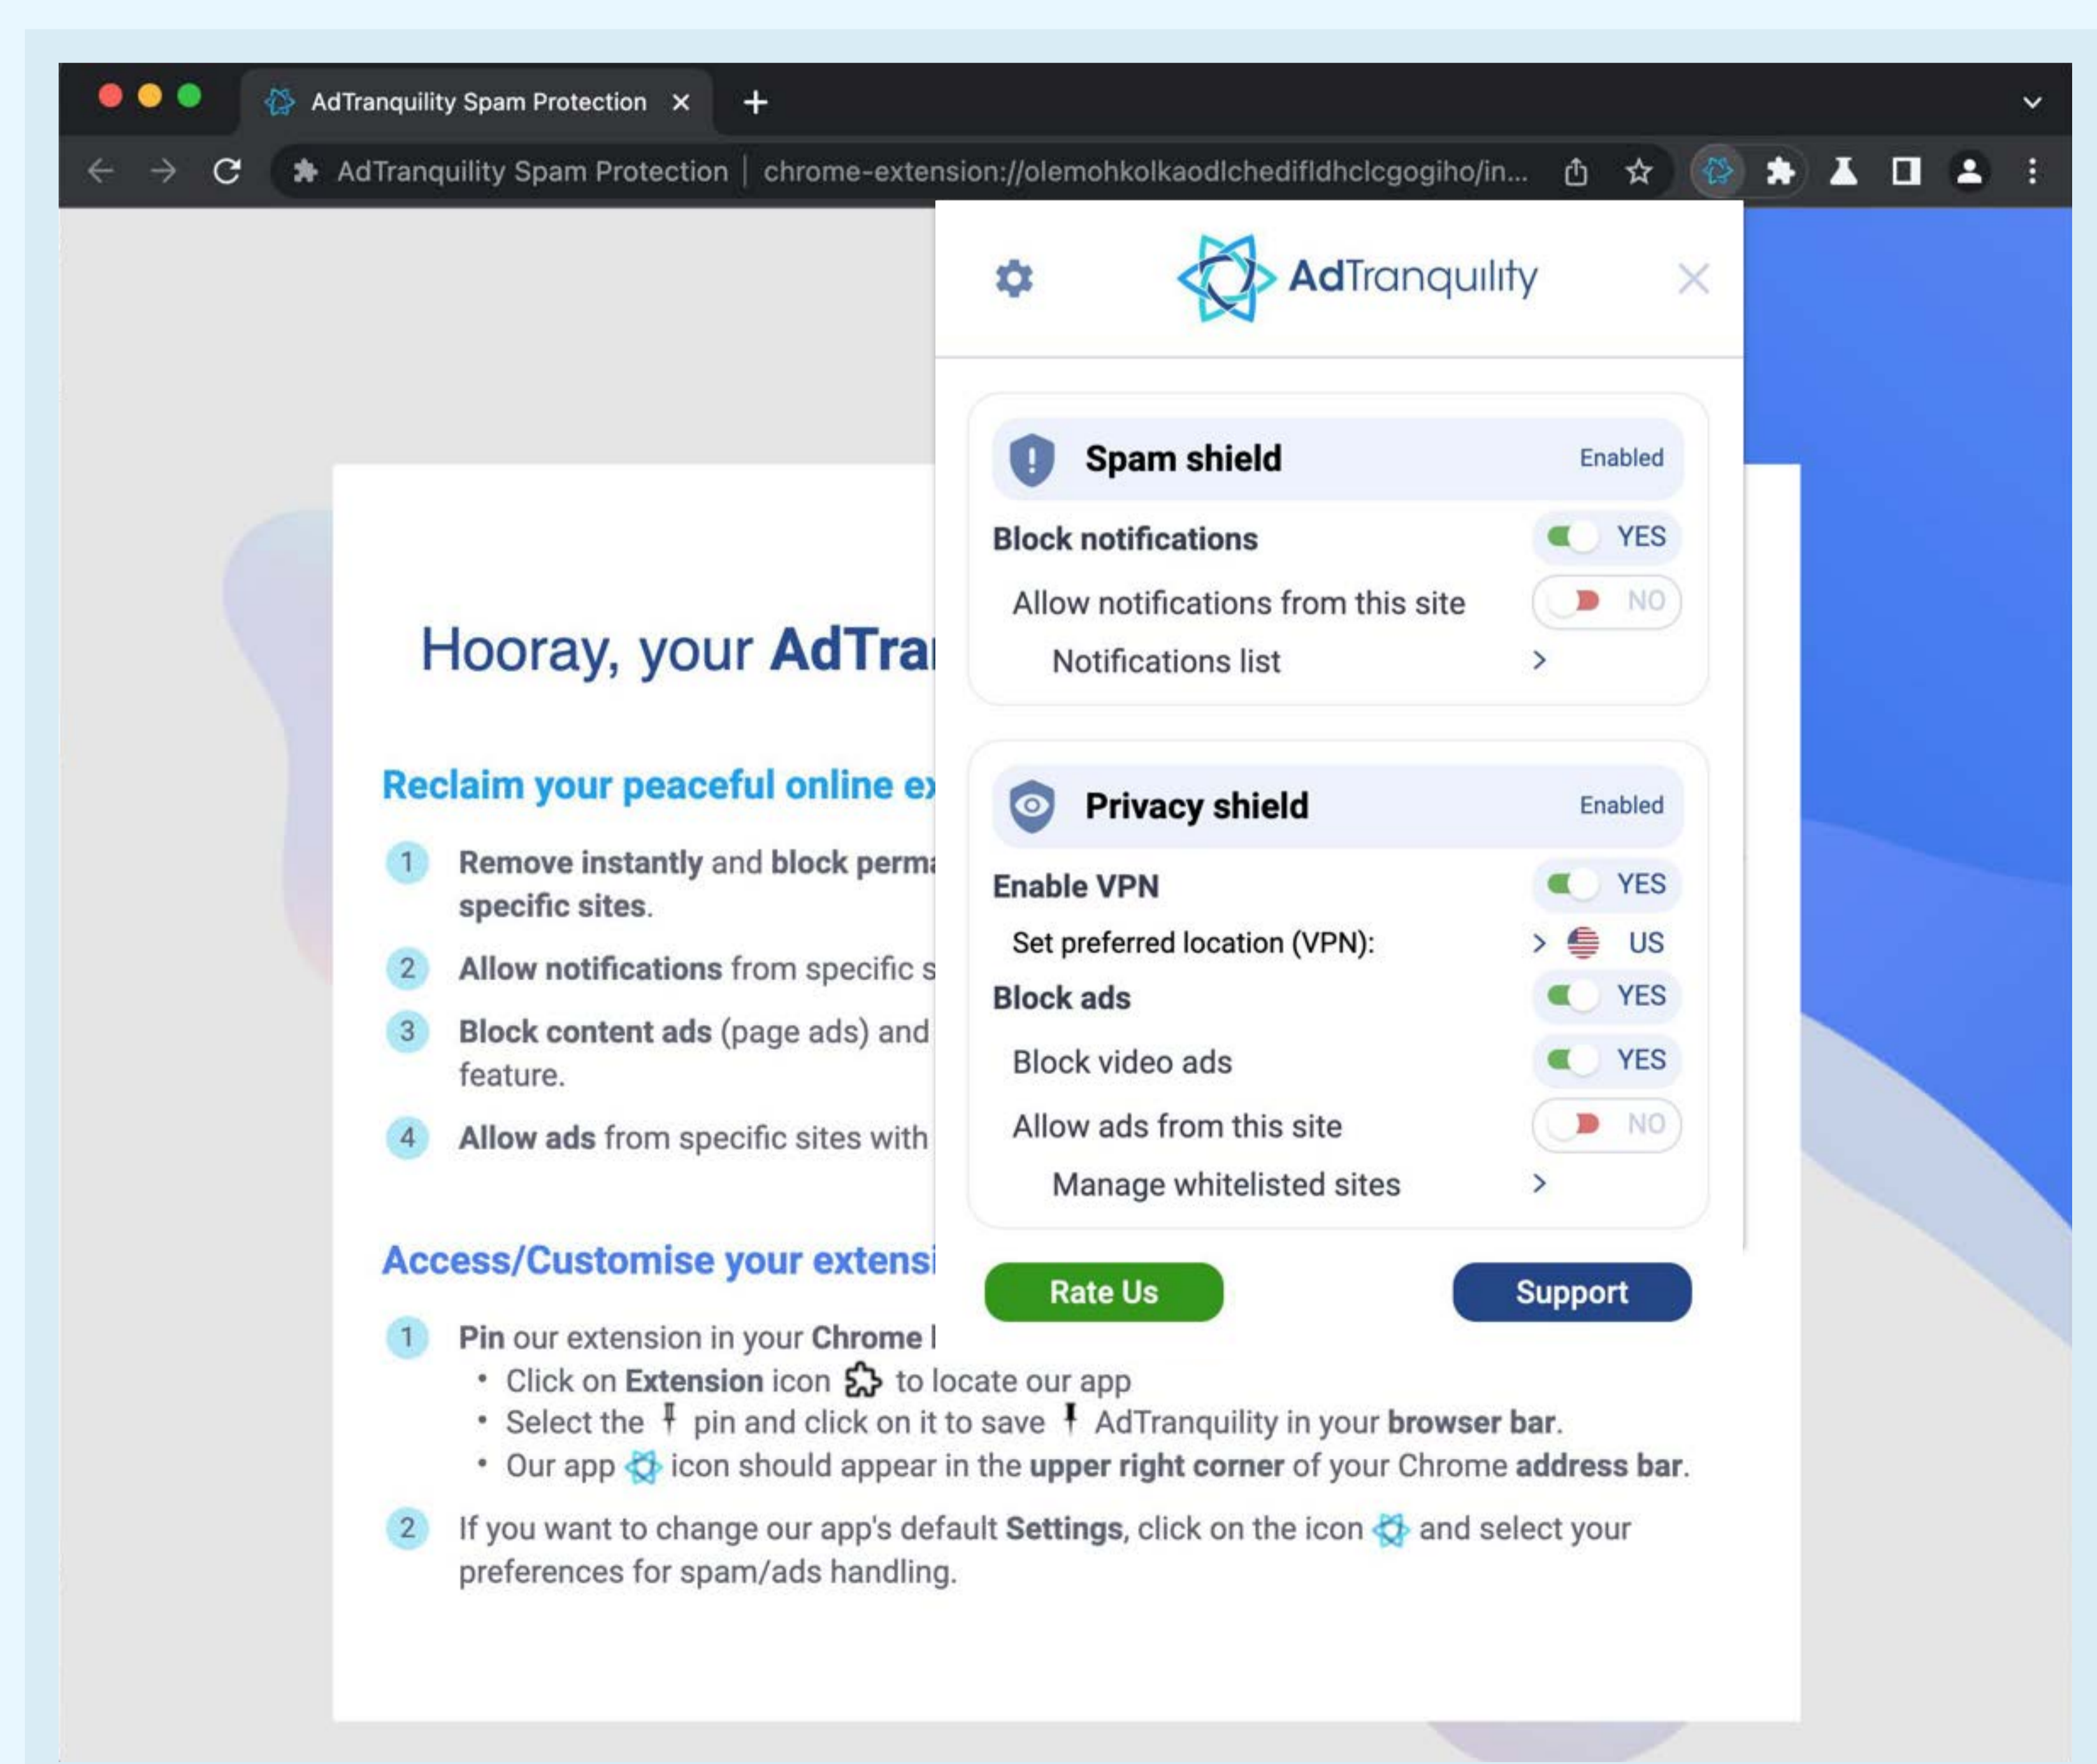 AdTranquility Spam Protection
AdTranquility Spam Protection | chrome-extension://olemohkolkaodlchedifldhclcgogiho/in...
AdTranquility
Spam shield Enabled
Block notifications YES
Allow notifications from this site NO
Notifications list >
Privacy shield Enabled
Enable VPN YES
Set preferred location (VPN): > US
Block ads YES
Block video ads YES
Allow ads from this site NO
Manage whitelisted sites >
Rate Us Support
Hooray, your AdTra
Reclaim your peaceful online ex
1 Remove instantly and block perma
specific sites.
2 Allow notifications from specific s
3 Block content ads (page ads) and
feature.
4 Allow ads from specific sites with
Access/Customise your extensi
1 Pin our extension in your Chrome
• Click on Extension icon to locate our app
• Select the pin and click on it to save AdTranquility in your browser bar.
• Our app icon should appear in the upper right corner of your Chrome address bar.
2 If you want to change our app's default Settings, click on the icon and select your
preferences for spam/ads handling.